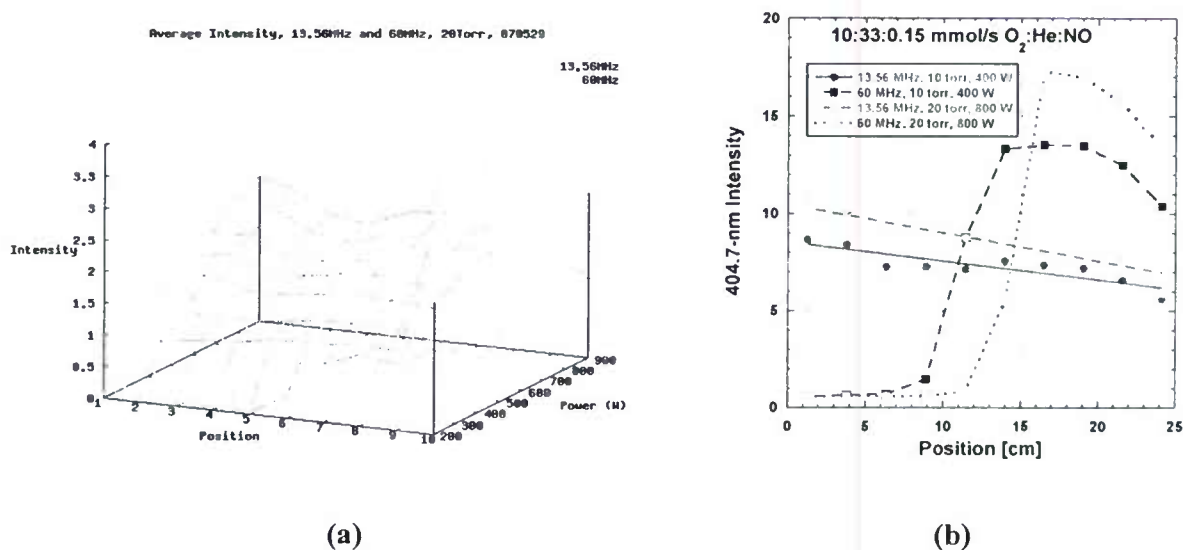 Average Intensity, 13.56MHz and 60MHz, 20Torr, 070529
13.56MHz
60MHz
4
3.3
3
Intensity 2.5
2
1.5
1
0.5
0
1 2 3 4 5 6 7 8 9 10
Position
200 300 400 500 600 700 800 900
Power (W)
(a)
20
15
10
5
0
404.7-nm Intensity
10:33:0.15 mmol/s O2:He:NO
13.56 MHz, 10 torr, 400 W
60 MHz, 10 torr, 400 W
13.56 MHz, 20 torr, 800 W
60 MHz, 20 torr, 800 W
0 5 10 15 20 25
Position [cm]
(b)